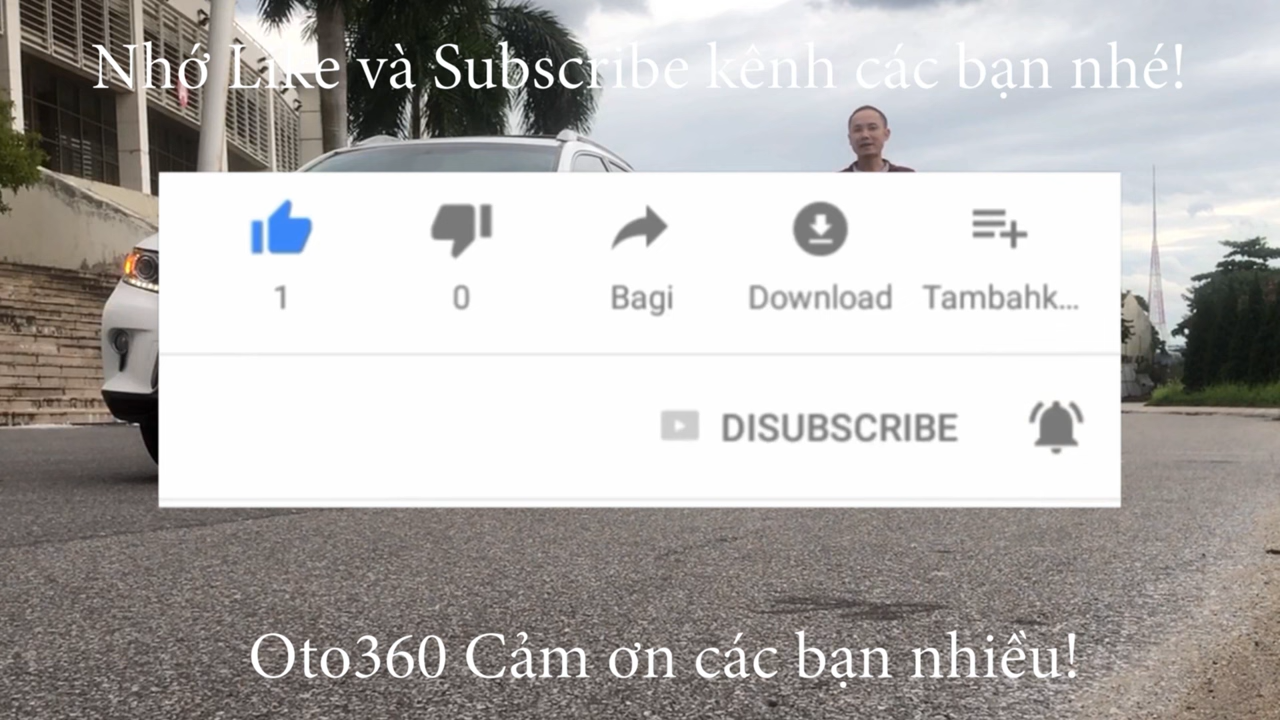 Nhớ Like và Subscribe kênh các bạn nhé!
1 0 Bagi Download Tambahk...
DISUBSCRIBE
Oto360 Cảm ơn các bạn nhiều!